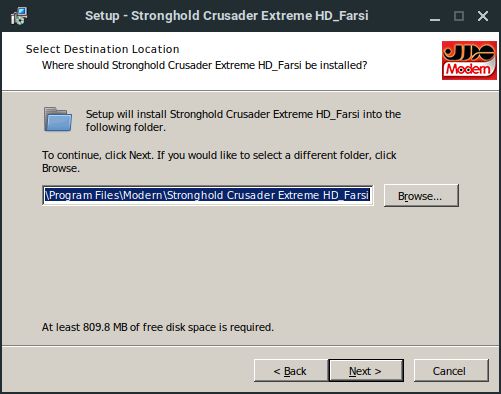 Setup - Stronghold Crusader Extreme HD_Farsi
Select Destination Location
Where should Stronghold Crusader Extreme HD_Farsi be installed?
Modern
Setup will install Stronghold Crusader Extreme HD_Farsi into the
following folder.
To continue, click Next. If you would like to select a different folder, click
Browse.
\Program Files\Modern\Stronghold Crusader Extreme HD_Farsi
Browse...
At least 809.8 MB of free disk space is required.
< Back
Next >
Cancel